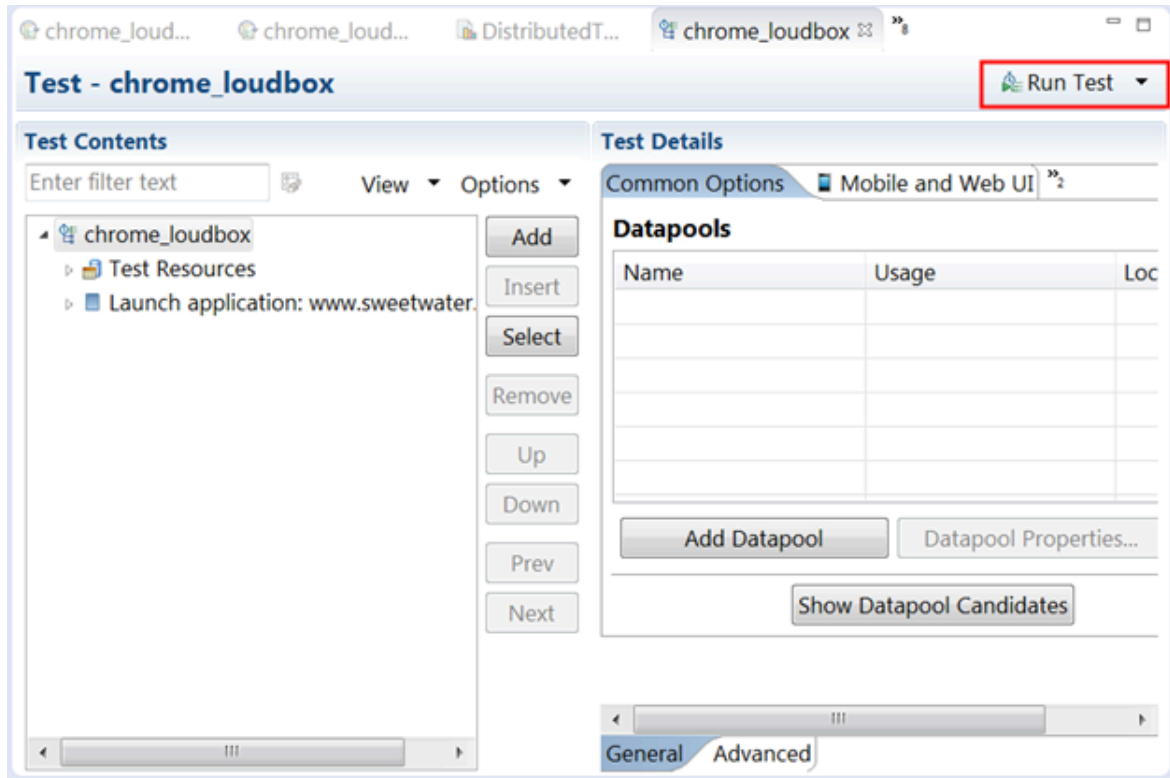 chrome_loud...
chrome_loud...
DistributedT...
chrome_loudbox
»8
Test - chrome_loudbox
Run Test
Test Contents
Enter filter text
View
Options
chrome_loudbox
Test Resources
Launch application: www.sweetwater.
Add
Insert
Select
Remove
Up
Down
Prev
Next
Test Details
Common Options
Mobile and Web UI
»2
Datapools
Name Usage Loc
Add Datapool
Datapool Properties...
Show Datapool Candidates
General
Advanced